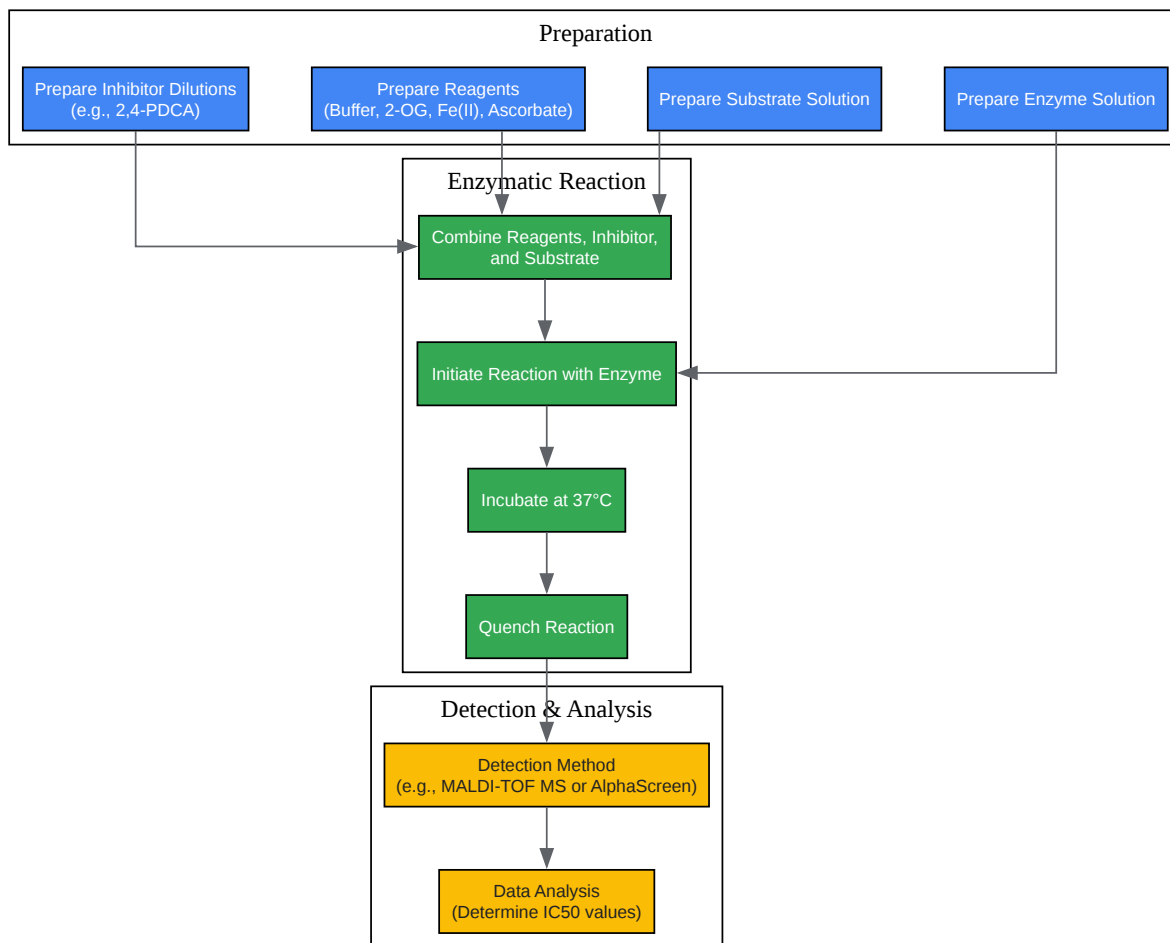 Preparation
Prepare Inhibitor Dilutions
(e.g., 2,4-PDCA)
Prepare Reagents
(Buffer, 2-OG, Fe(II), Ascorbate)
Prepare Substrate Solution
Prepare Enzyme Solution
Enzymatic Reaction
Combine Reagents, Inhibitor,
and Substrate
Initiate Reaction with Enzyme
Incubate at 37°C
Quench Reaction
Detection & Analysis
Detection Method
(e.g., MALDI-TOF MS or AlphaScreen)
Data Analysis
(Determine IC50 values)